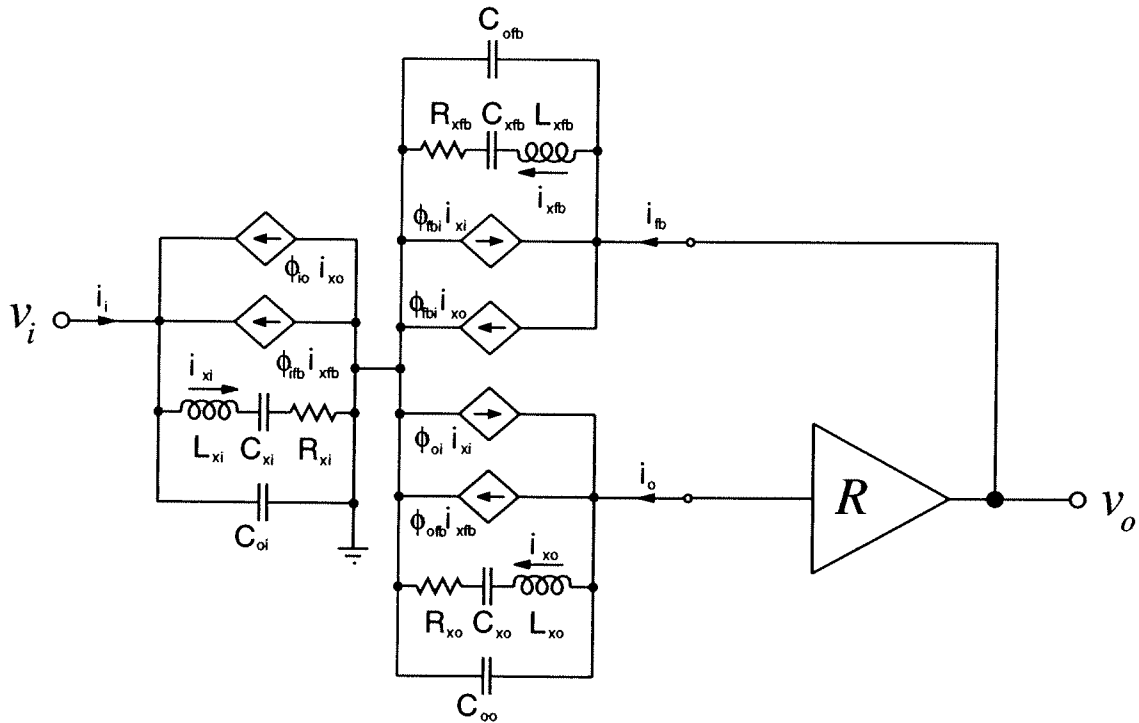 C_ofb
R_xfb C_xfb L_xfb
i_xfb
ϕ_fbi i_xi
i_fb
ϕ_io i_xo
v_i i_i
ϕ_fbi i_xo
ϕ_ifb i_xfb
i_xi
L_xi C_xi R_xi
ϕ_oi i_xi
i_o
R
v_o
ϕ_ofb i_xfb
C_oi
i_xo
R_xo C_xo L_xo
C_oo